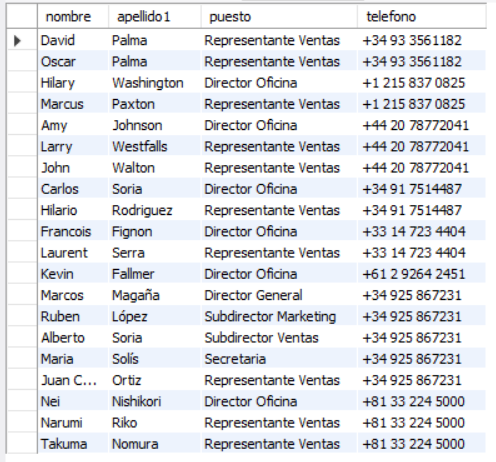 nombre apellido1 puesto telefono
David Palma Representante Ventas +34 93 3561182
Oscar Palma Representante Ventas +34 93 3561182
Hilary Washington Director Oficina +1 215 837 0825
Marcus Paxton Representante Ventas +1 215 837 0825
Amy Johnson Director Oficina +44 20 78772041
Larry Westfalls Representante Ventas +44 20 78772041
John Walton Representante Ventas +44 20 78772041
Carlos Soria Director Oficina +34 91 7514487
Hilario Rodriguez Representante Ventas +34 91 7514487
Francois Fignon Director Oficina +33 14 723 4404
Laurent Serra Representante Ventas +33 14 723 4404
Kevin Fallmer Director Oficina +61 2 9264 2451
Marcos Magaña Director General +34 925 867231
Ruben López Subdirector Marketing +34 925 867231
Alberto Soria Subdirector Ventas +34 925 867231
Maria Solís Secretaria +34 925 867231
Juan C... Ortiz Representante Ventas +34 925 867231
Nei Nishikori Director Oficina +81 33 224 5000
Narumi Riko Representante Ventas +81 33 224 5000
Takuma Nomura Representante Ventas +81 33 224 5000